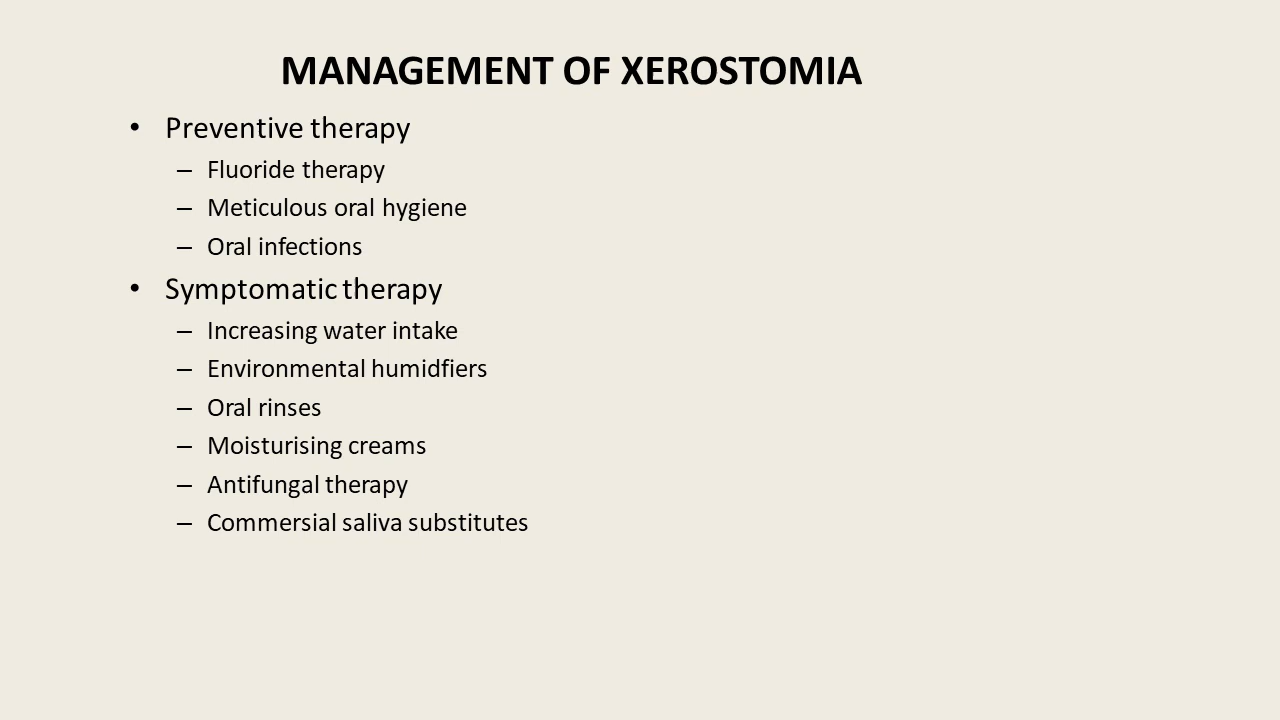 MANAGEMENT OF XEROSTOMIA
• Preventive therapy
– Fluoride therapy
– Meticulous oral hygiene
– Oral infections
• Symptomatic therapy
– Increasing water intake
– Environmental humidfiers
– Oral rinses
– Moisturising creams
– Antifungal therapy
– Commersial saliva substitutes